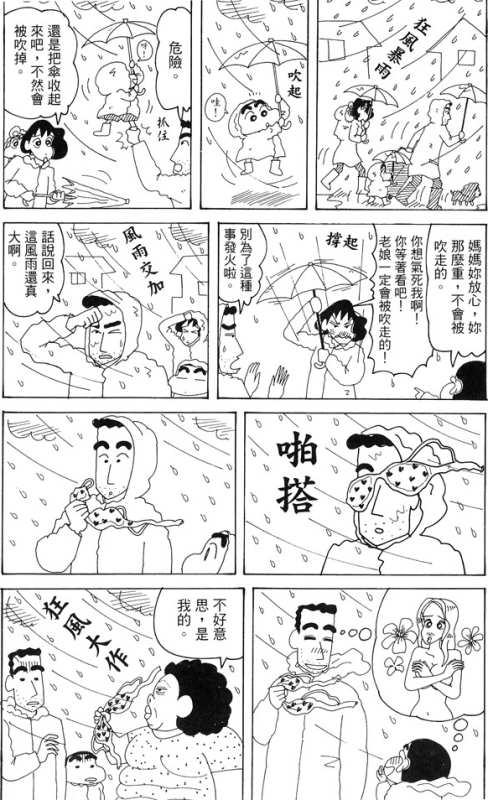 狂風暴雨
吹起
哇！
危險。
呀！
抓住
還是把傘收起
來吧，不然會
被吹掉。
媽媽妳放心，妳
那麼重，不會被
吹走的。
你想氣死我啊！
你等著看吧！
老娘一定會被吹走的！
撐起
別為了這種
事發火啦。
風雨交加
話說回來，
這風雨還真
大啊。
啪搭
不好意
思，是
我的。
狂風大作